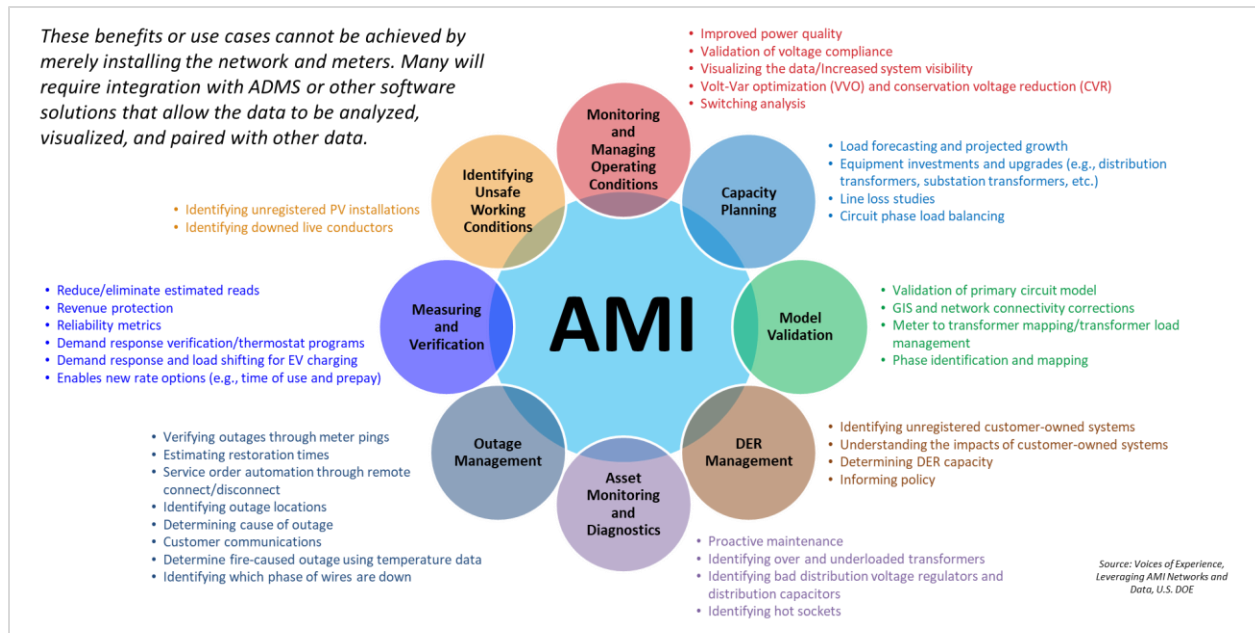 These benefits or use cases cannot be achieved by
merely installing the network and meters. Many will
require integration with ADMS or other software
solutions that allow the data to be analyzed,
visualized, and paired with other data.
Monitoring
and
Managing
Operating
Conditions
• Improved power quality
• Validation of voltage compliance
• Visualizing the data/Increased system visibility
• Volt-Var optimization (VVO) and conservation voltage reduction (CVR)
• Switching analysis
Capacity
Planning
• Load forecasting and projected growth
• Equipment investments and upgrades (e.g., distribution
transformers, substation transformers, etc.)
• Line loss studies
• Circuit phase load balancing
Model
Validation
• Validation of primary circuit model
• GIS and network connectivity corrections
• Meter to transformer mapping/transformer load
management
• Phase identification and mapping
DER
Management
• Identifying unregistered customer-owned systems
• Understanding the impacts of customer-owned systems
• Determining DER capacity
• Informing policy
Asset
Monitoring
and
Diagnostics
• Proactive maintenance
• Identifying over and underloaded transformers
• Identifying bad distribution voltage regulators and
distribution capacitors
• Identifying hot sockets
Outage
Management
• Verifying outages through meter pings
• Estimating restoration times
• Service order automation through remote
connect/disconnect
• Identifying outage locations
• Determining cause of outage
• Customer communications
• Determine fire-caused outage using temperature data
• Identifying which phase of wires are down
Measuring
and
Verification
• Reduce/eliminate estimated reads
• Revenue protection
• Reliability metrics
• Demand response verification/thermostat programs
• Demand response and load shifting for EV charging
• Enables new rate options (e.g., time of use and prepay)
Identifying
Unsafe
Working
Conditions
• Identifying unregistered PV installations
• Identifying downed live conductors
AMI
Source: Voices of Experience,
Leveraging AMI Networks and
Data, U.S. DOE